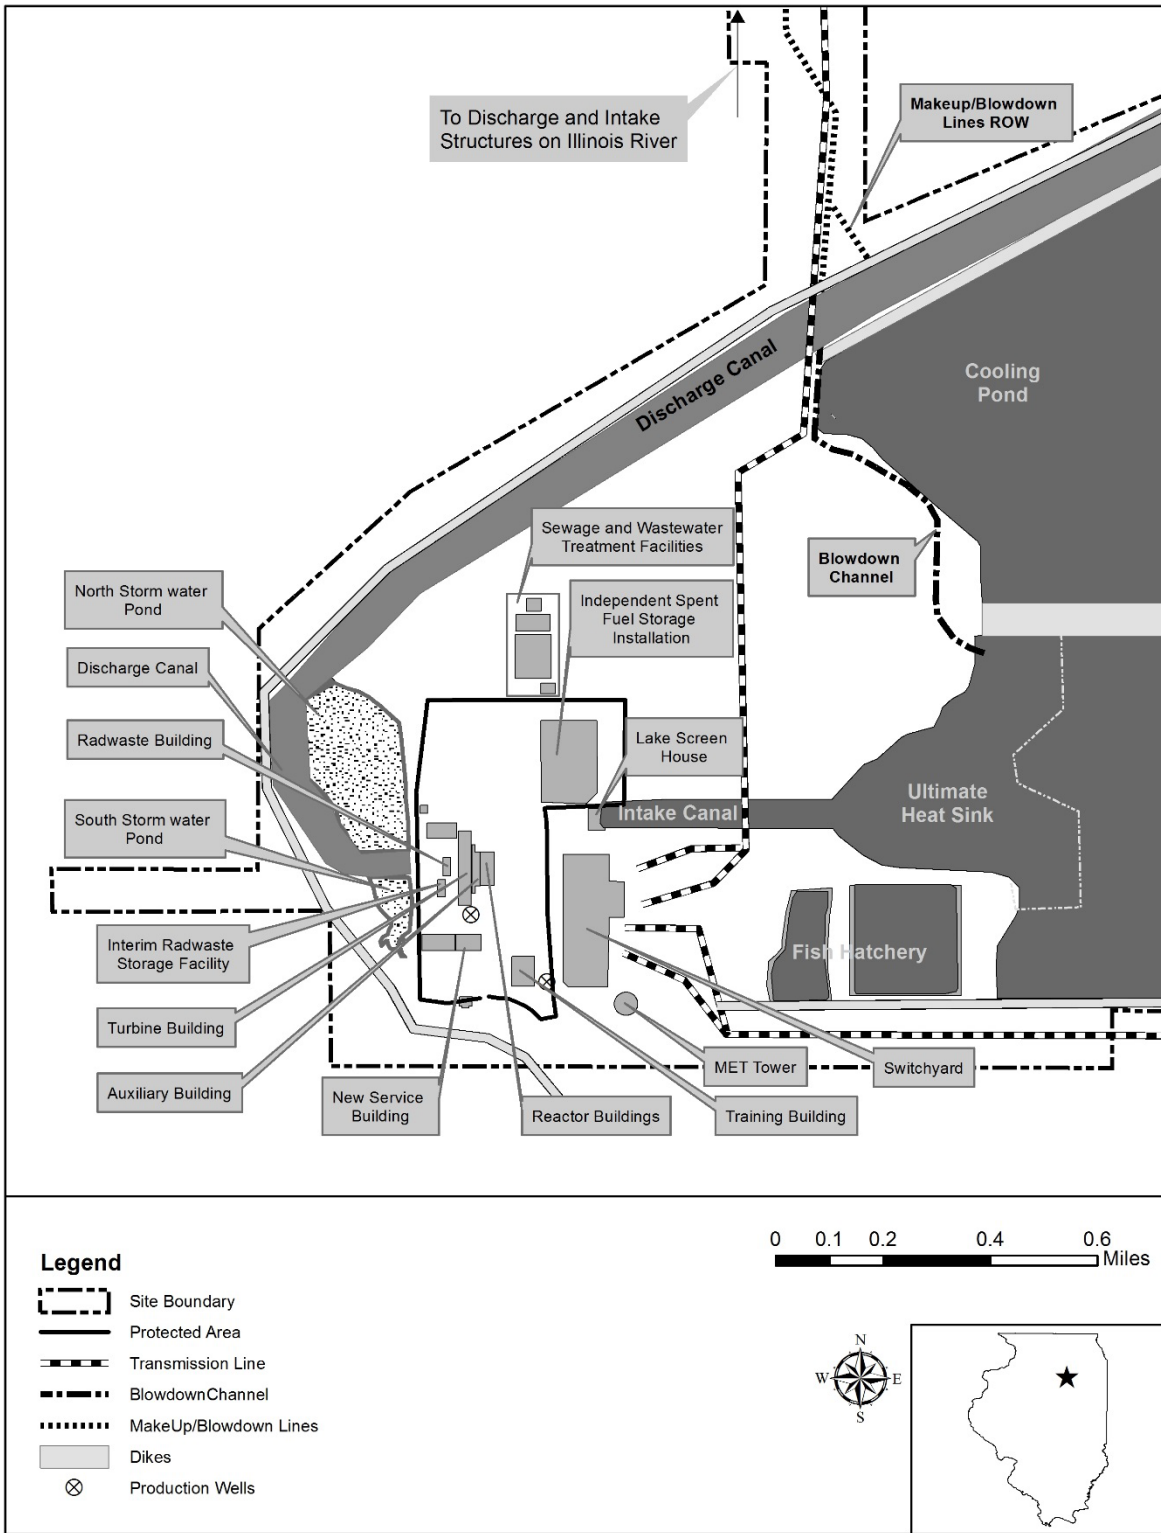 To Discharge and Intake
Structures on Illinois River
Makeup/Blowdown
Lines ROW
Discharge Canal
Cooling
Pond
Sewage and Wastewater
Treatment Facilities
Blowdown
Channel
North Storm water
Pond
Independent Spent
Fuel Storage
Installation
Discharge Canal
Radwaste Building
Lake Screen
House
South Storm water
Pond
Intake Canal
Ultimate
Heat Sink
Interim Radwaste
Storage Facility
Fish Hatchery
Turbine Building
Auxiliary Building
New Service
Building
Reactor Buildings
MET Tower
Training Building
Switchyard
0 0.1 0.2 0.4 0.6
Miles
Legend
Site Boundary
Protected Area
Transmission Line
BlowdownChannel
MakeUp/Blowdown Lines
Dikes
Production Wells
N
W E
S